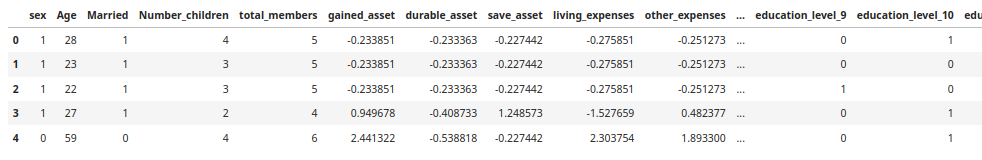 sex Age Married Number_children total_members gained_asset durable_asset save_asset living_expenses other_expenses ... education_level_9 education_level_10 edu
0 1 28 1 4 5 -0.233851 -0.233363 -0.227442 -0.275851 -0.251273 ... 0 1
1 1 23 1 3 5 -0.233851 -0.233363 -0.227442 -0.275851 -0.251273 ... 0 0
2 1 22 1 3 5 -0.233851 -0.233363 -0.227442 -0.275851 -0.251273 ... 1 0
3 1 27 1 2 4 0.949678 -0.408733 1.248573 -1.527659 0.482377 ... 0 1
4 0 59 0 4 6 2.441322 -0.538818 -0.227442 2.303754 1.893300 ... 0 1